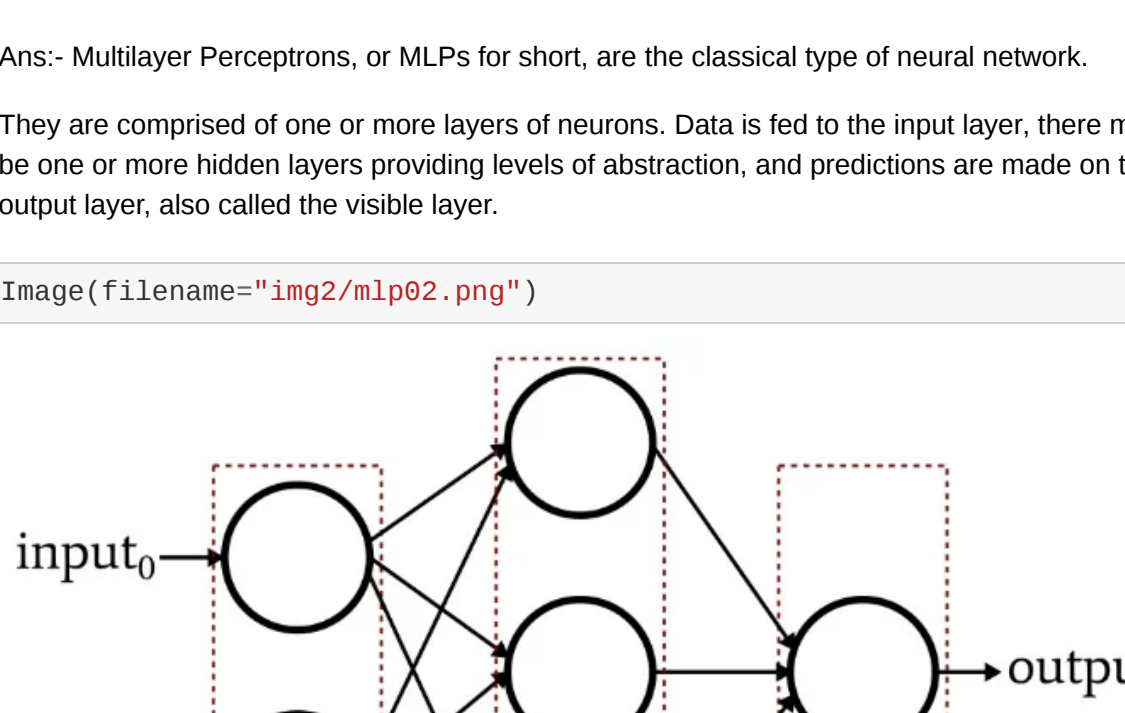 Ans:- Multilayer Perceptrons, or MLPs for short, are the classical type of neural network.
They are comprised of one or more layers of neurons. Data is fed to the input layer, there
be one or more hidden layers providing levels of abstraction, and predictions are made on
output layer, also called the visible layer.
Image(filename="img2/mlp02.png")
input₀